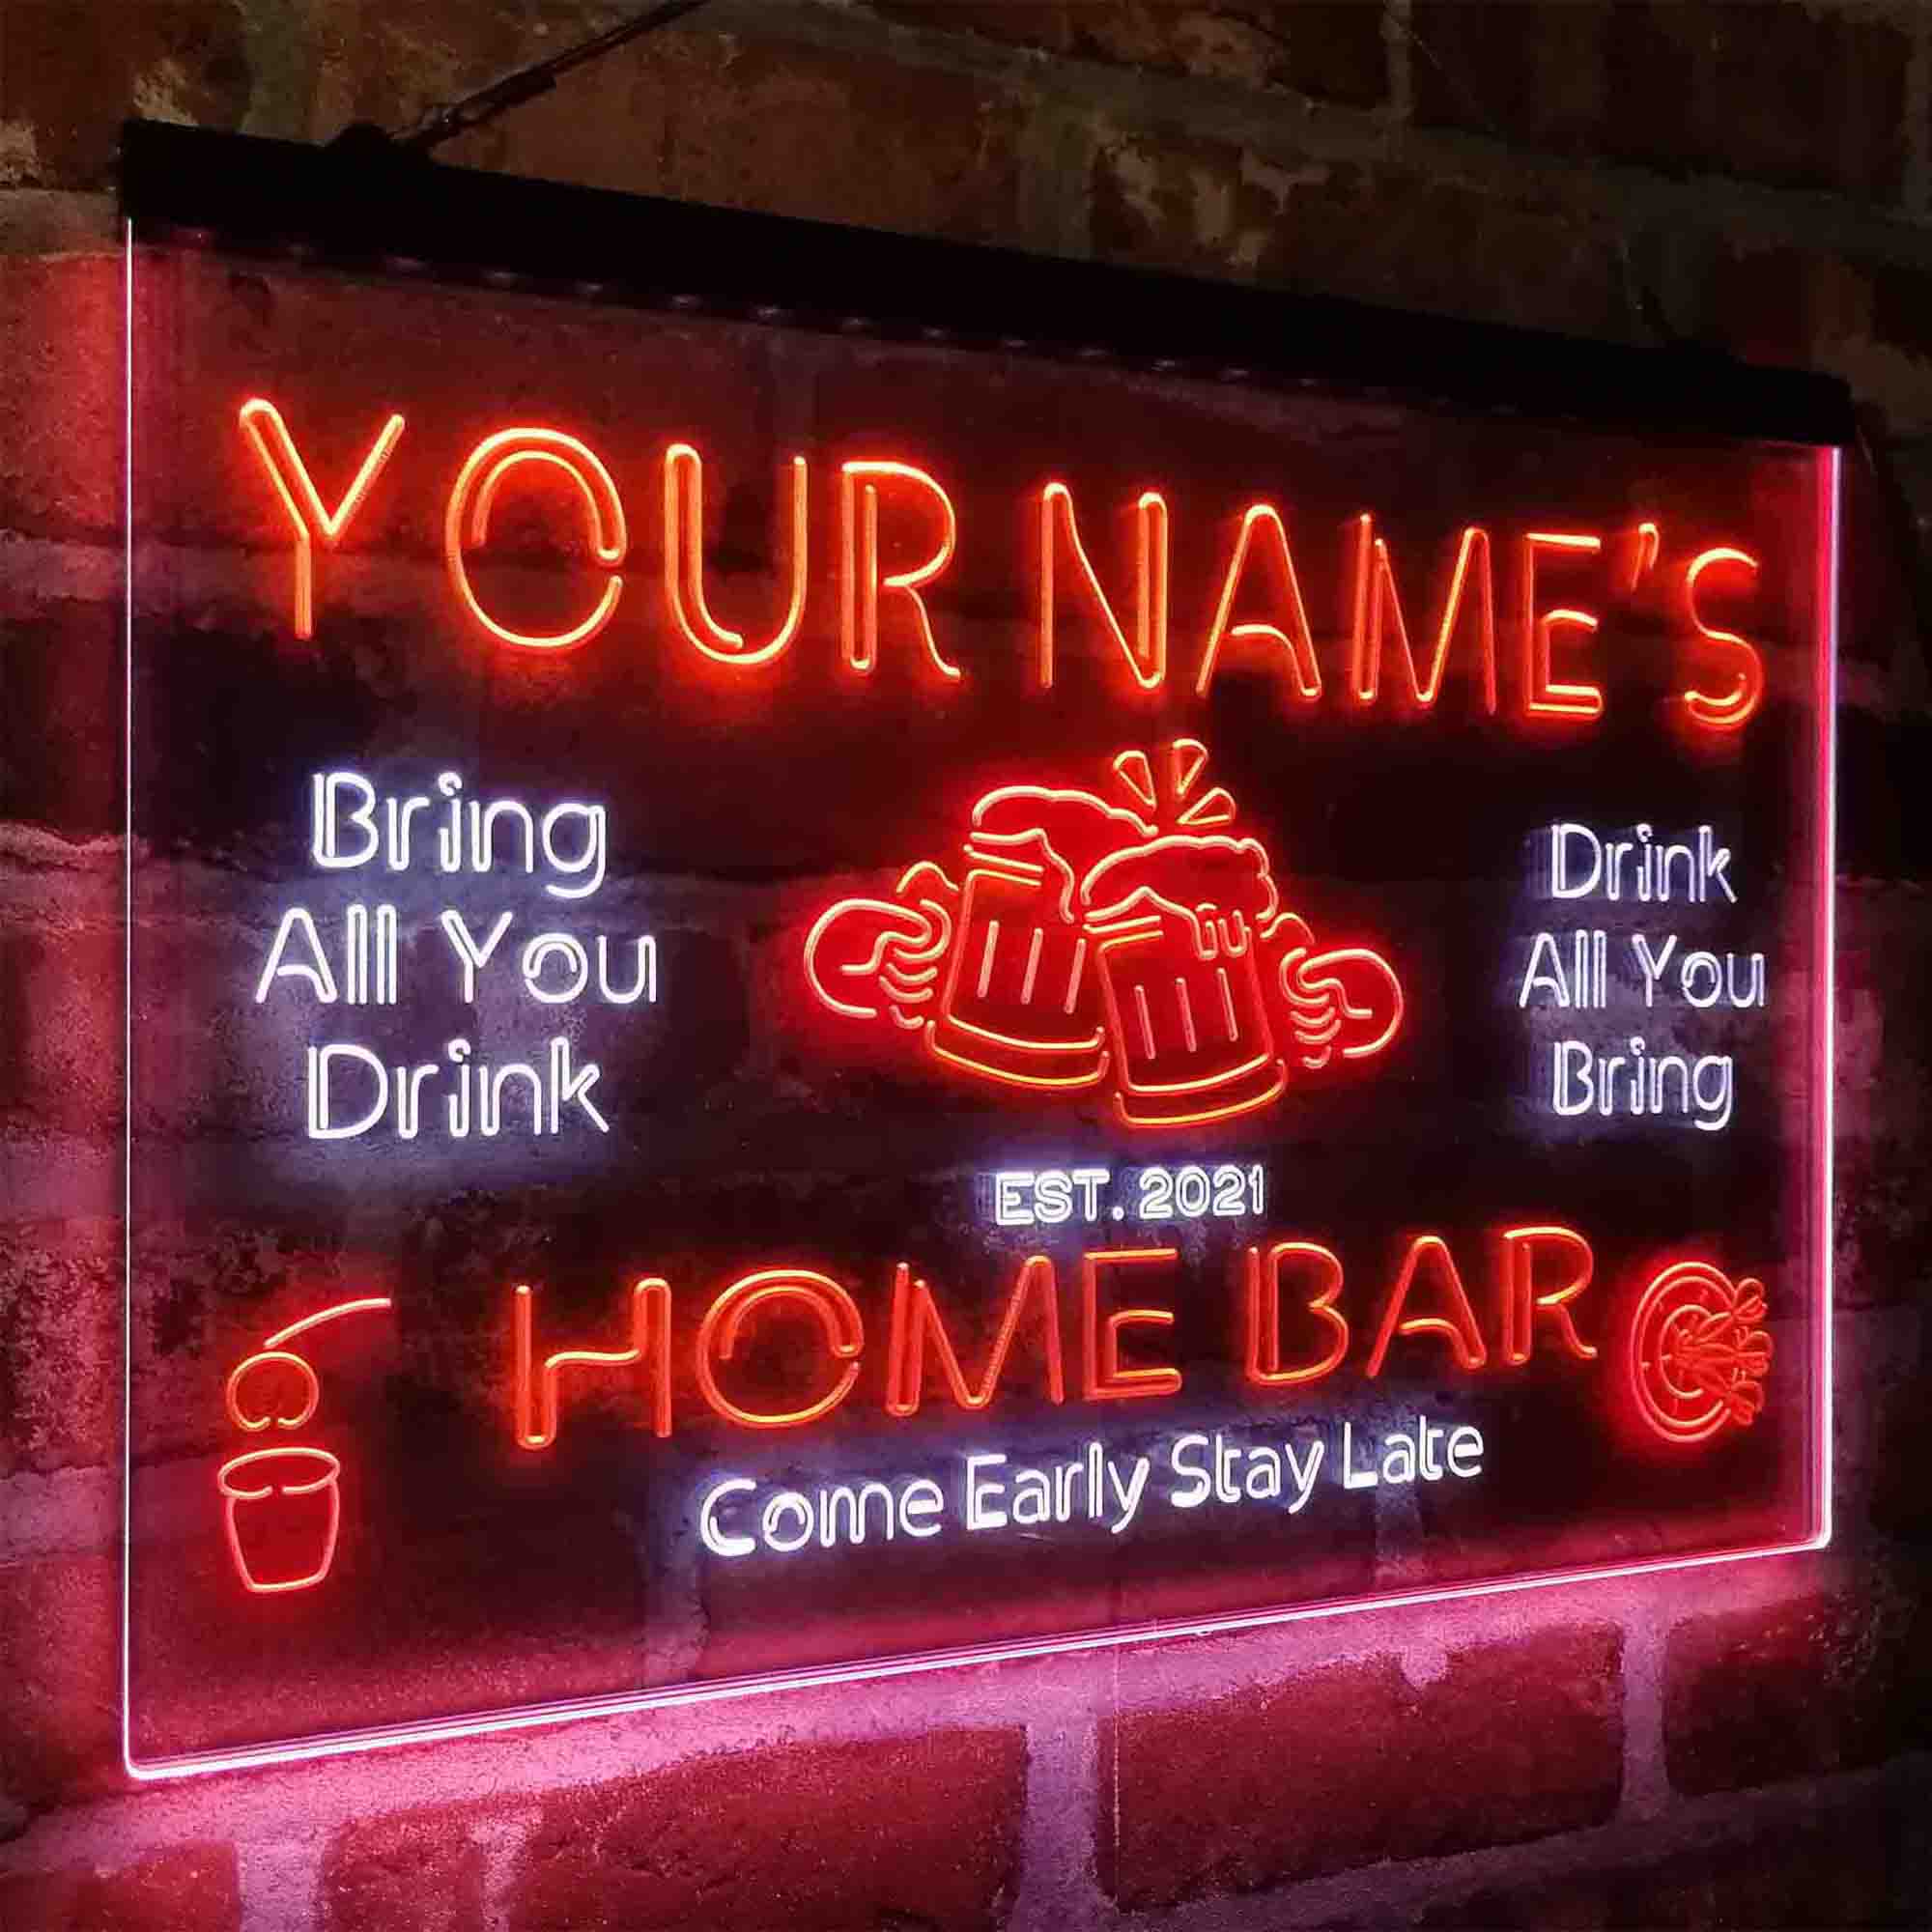 YOUR NAME'S
Bring
All You
Drink
Drink
All You
Bring
EST. 2021
HOME BAR
Come Early Stay Late